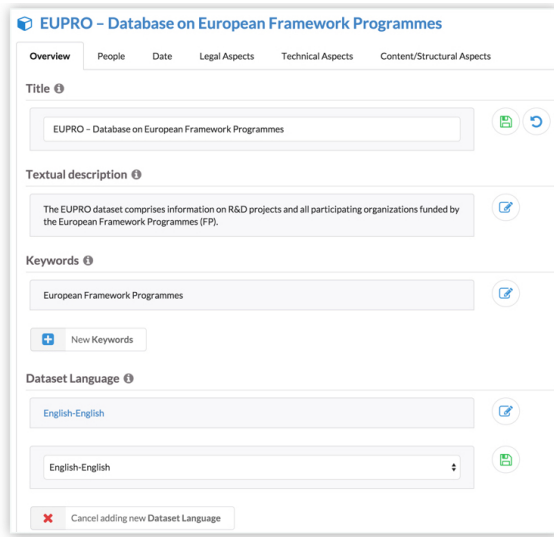 EUPRO – Database on European Framework Programmes
Overview People Date Legal Aspects Technical Aspects Content/Structural Aspects
Title
EUPRO – Database on European Framework Programmes
Textual description
The EUPRO dataset comprises information on R&D projects and all participating organizations funded by
the European Framework Programmes (FP).
Keywords
European Framework Programmes
New Keywords
Dataset Language
English-English
English-English
Cancel adding new Dataset Language